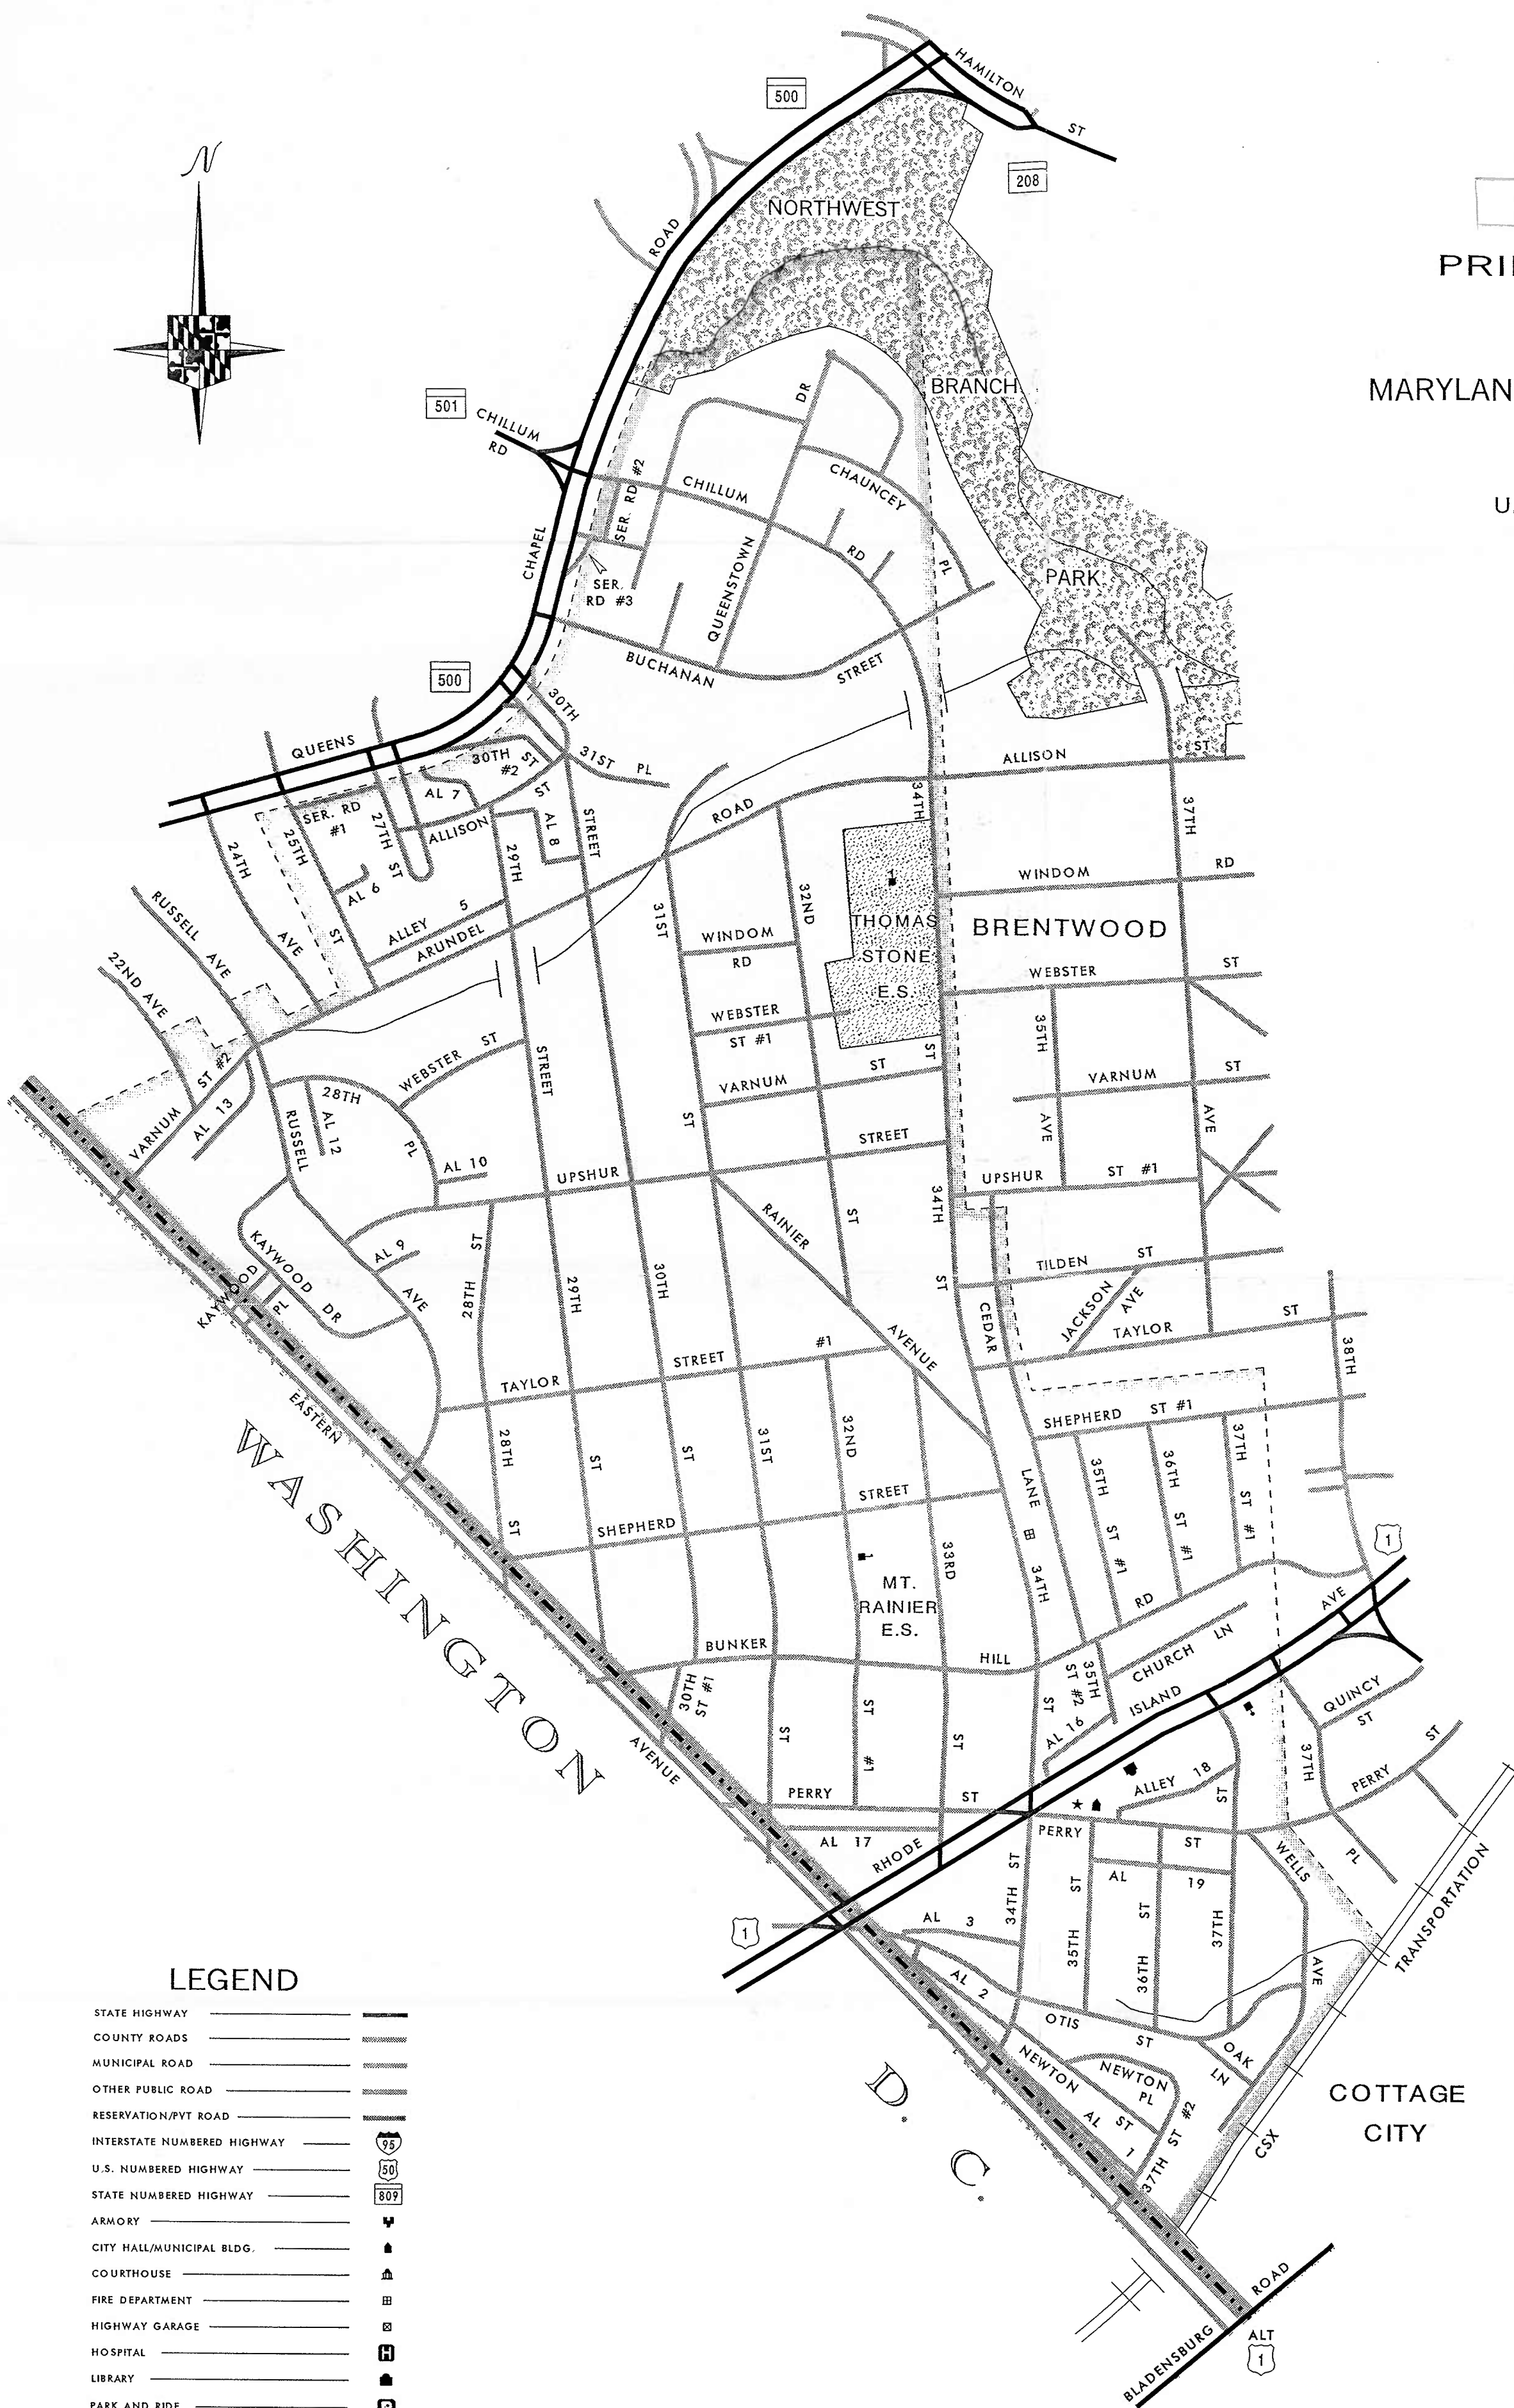 N
500
HAMILTON
ST
208
NORTHWEST
ROAD
PRI
BRANCH
MARYLAN
501
CHILLUM
RD
DR
SER. RD #2
CHILLUM
CHAUNCEY
U
CHAPEL
RD
PL
PARK
SER.
RD #3
QUEENSTOWN
BUCHANAN
STREET
500
30TH
QUEENS
30TH
#2
ST
31ST PL
ALLISON
ST
AL 7
ST
34TH
SER. RD
#1
27TH
ST
ALLISON
AL 8
STREET
ROAD
37TH
24TH
25TH
29TH
WINDOM
RD
AL 6
32ND
RUSSELL
AVE
AVE
ST
ALLEY 5
ARUNDEL
31ST
WINDOM
RD
THOMAS
STONE
E.S.
1
BRENTWOOD
22ND AVE
WEBSTER
ST
WEBSTER
ST #1
35TH
ST #2
WEBSTER ST
STREET
ST
VARNUM
ST
VARNUM
ST
28TH
AL 13
AL 12
RUSSELL
ST
AVE
AVE
VARNUM
PL
STREET
AL 10
UPSHUR
UPSHUR
ST #1
RAINIER
ST
34TH
KAYWOOD
DR
AL 9
ST
TILDEN
ST
KAYWOOD
PL
28TH
29TH
30TH
ST
AVE
CEDAR
JACKSON
AVE
ST
#1
AVENUE
TAYLOR
38TH
STREET
TAYLOR
EASTERN
SHEPHERD
ST #1
WASHINGTON
28TH
ST
ST
ST
31ST
32ND
35TH
36TH
37TH
LANE
STREET
SHEPHERD
ST #1
ST #1
ST #1
1
1
33RD
34TH
MT.
RAINIER
E.S.
RD
AVE
BUNKER
HILL
CHURCH LN
30TH
ST #1
35TH
ST #2
ST
ISLAND
QUINCY
ST
ST
ST
#1
ST
AL 16
AVENUE
37TH
ST
PERRY
ST
ALLEY 18
ST
PERRY
PERRY
ST
AL 17
RHODE
WELLS
PL
AL
19
34TH ST
35TH ST
36TH ST
37TH
AL 3
1
TRANSPORTATION
AVE
LEGEND
AL 2
STATE HIGHWAY
OTIS
ST
COUNTY ROADS
OAK
LN
MUNICIPAL ROAD
NEWTON
ST
NEWTON
PL
OTHER PUBLIC ROAD
D. C.
COTTAGE
CITY
RESERVATION/PVT ROAD
AL 1
37TH ST #2
CSX
INTERSTATE NUMBERED HIGHWAY 95
U.S. NUMBERED HIGHWAY 50
STATE NUMBERED HIGHWAY 809
ARMORY
CITY HALL/MUNICIPAL BLDG.
COURTHOUSE
FIRE DEPARTMENT
HIGHWAY GARAGE
HOSPITAL H
LIBRARY
PARK AND RIDE
BLADENSBURG ROAD
ALT
1